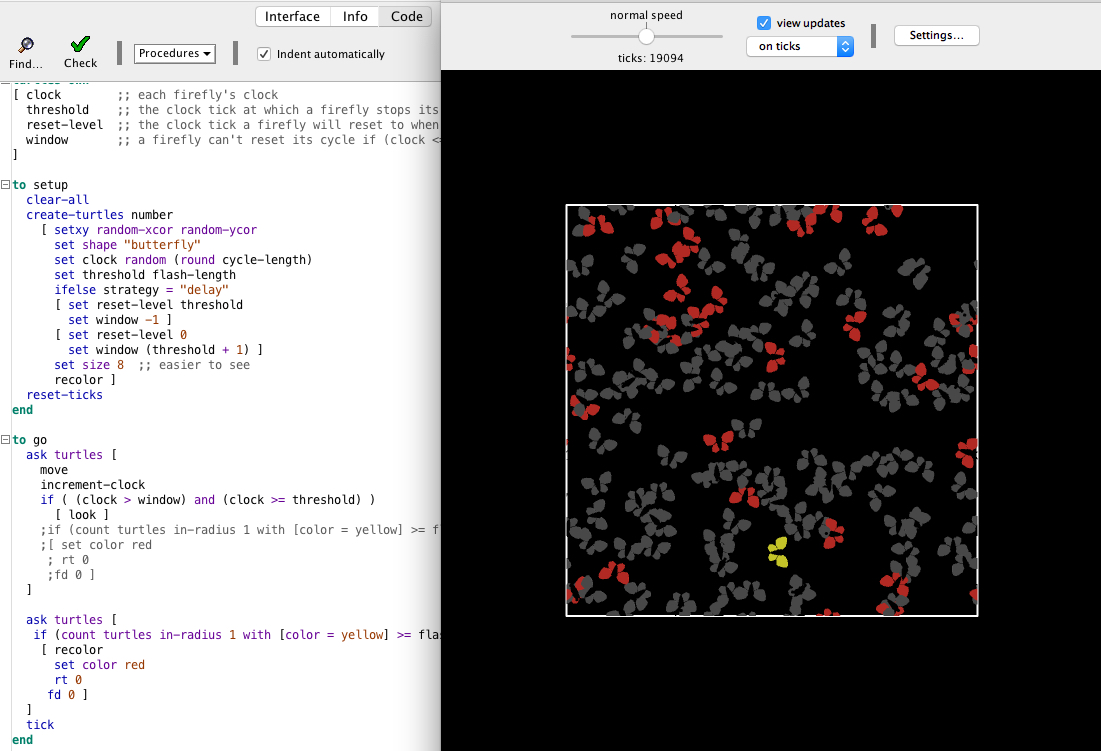 Interface Info Code
Find... Check Procedures Indent automatically
[ clock ;; each firefly's clock
threshold ;; the clock tick at which a firefly stops its
reset-level ;; the clock tick a firefly will reset to when
window ;; a firefly can't reset its cycle if (clock <
]
to setup
clear-all
create-turtles number
[ setxy random-xcor random-ycor
set shape "butterfly"
set clock random (round cycle-length)
set threshold flash-length
ifelse strategy = "delay"
[ set reset-level threshold
set window -1 ]
[ set reset-level 0
set window (threshold + 1) ]
set size 8 ;; easier to see
recolor ]
reset-ticks
end
to go
ask turtles [
move
increment-clock
if ( (clock > window) and (clock >= threshold) )
[ look ]
;if (count turtles in-radius 1 with [color = yellow] >= fl
;[ set color red
; rt 0
;fd 0 ]
]
ask turtles [
if (count turtles in-radius 1 with [color = yellow] >= fla
[ recolor
set color red
rt 0
fd 0 ]
]
tick
end
normal speed
ticks: 19094
view updates
on ticks
Settings...